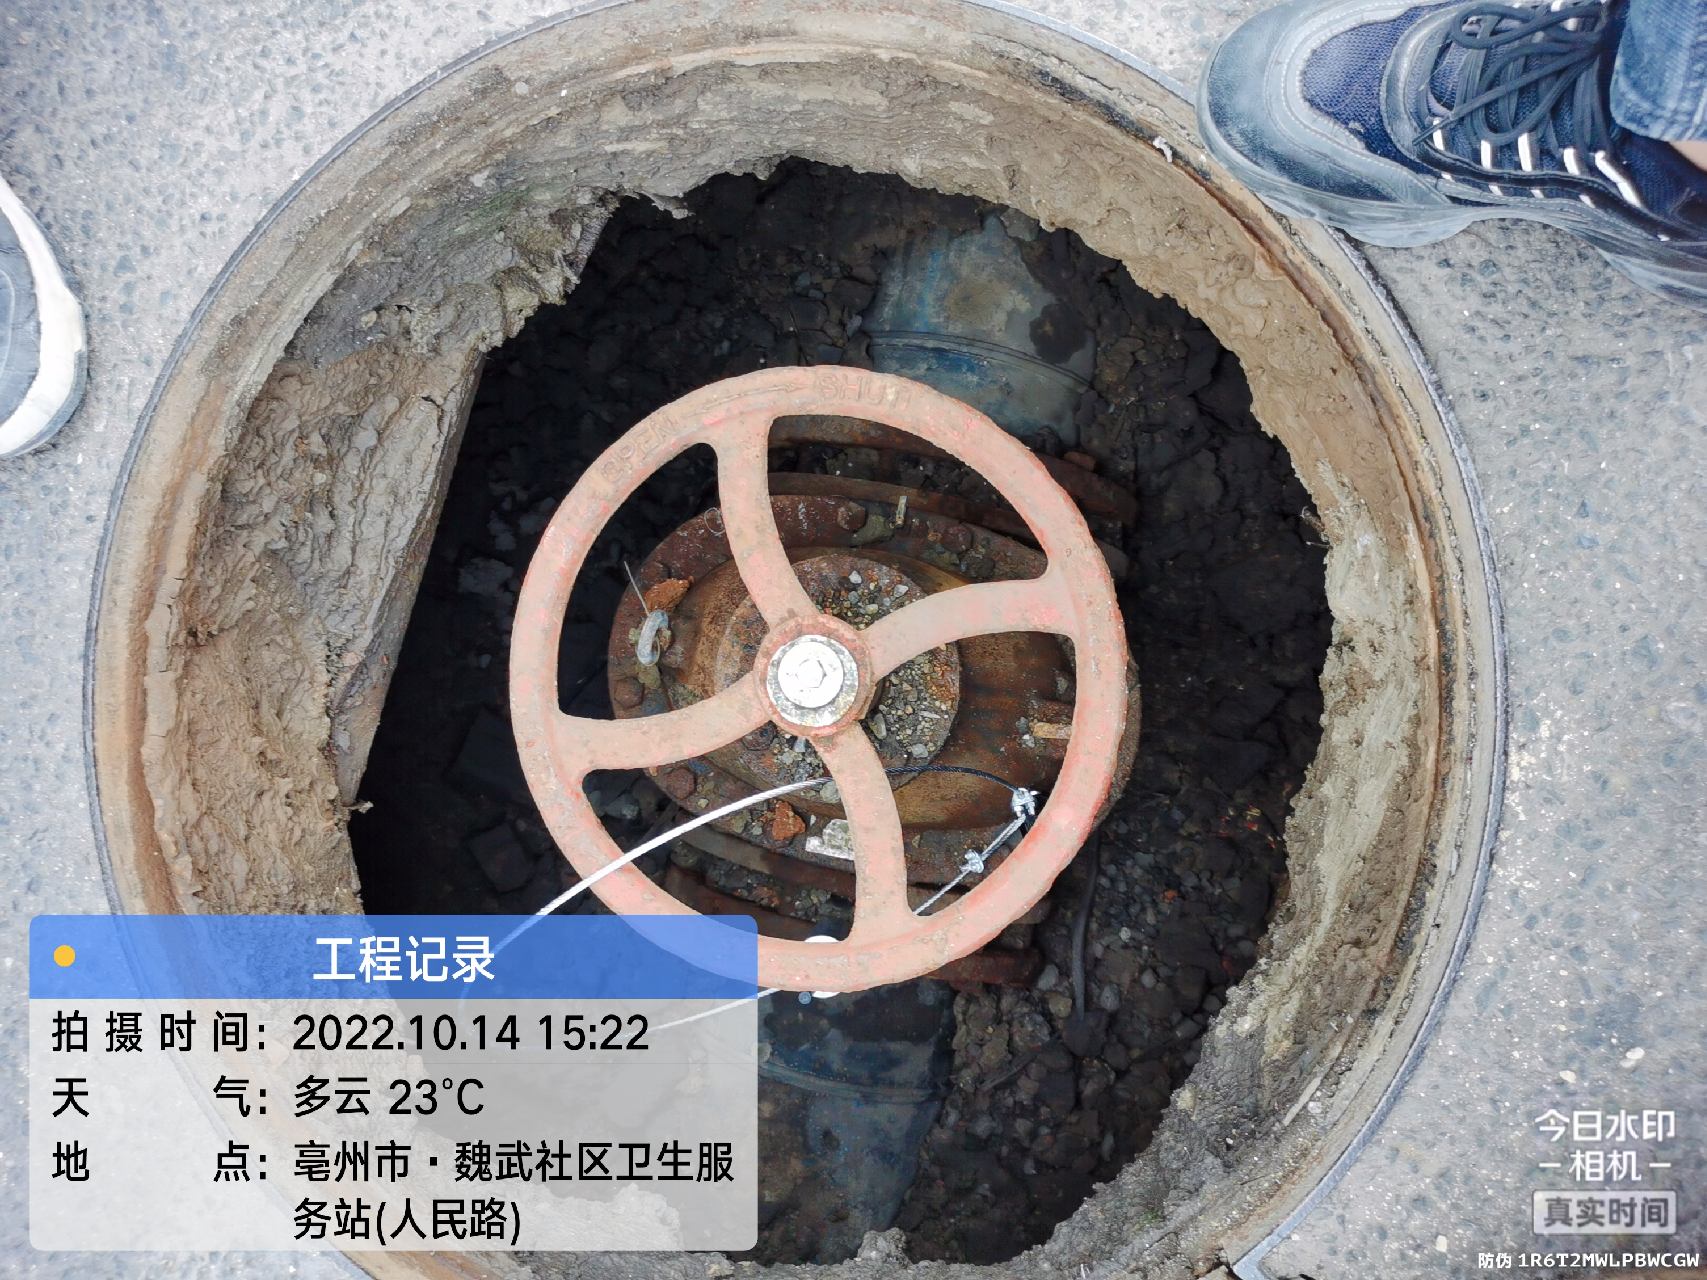 OPEN
SHUT
工程记录
拍摄时间：2022.10.14 15:22
天气：多云 23℃
地点：亳州市·魏武社区卫生服
务站(人民路)
今日水印
相机
真实时间
防伪 1R6T2MWLPBWCGW